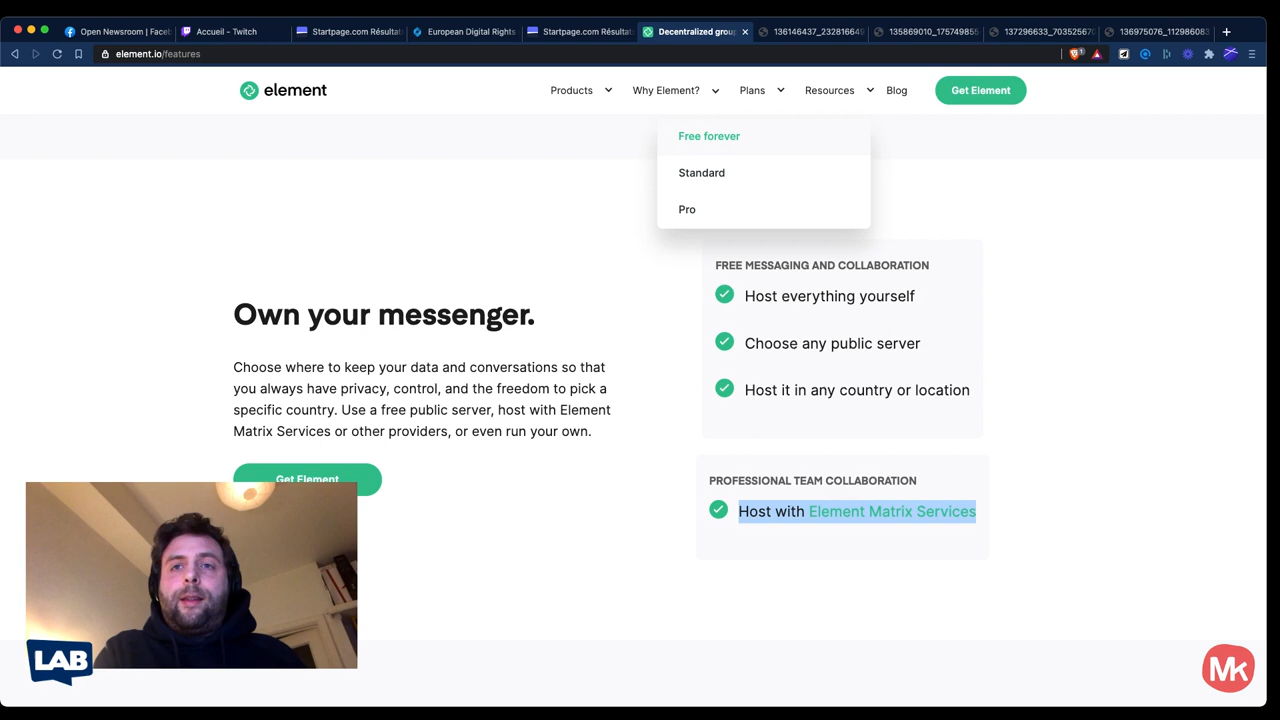 Open Newsroom | Faceb
Accueil - Twitch
Startpage.com Résultat
European Digital Rights
Startpage.com Résultat
Decentralized group
136146437_232816649
135869010_175749855
137296633_703525670
136975076_112986083
element.io/features
element
Products
Why Element?
Plans
Resources
Blog
Get Element
Free forever
Standard
Pro
Own your messenger.
Choose where to keep your data and conversations so that
you always have privacy, control, and the freedom to pick a
specific country. Use a free public server, host with Element
Matrix Services or other providers, or even run your own.
Get Element
FREE MESSAGING AND COLLABORATION
Host everything yourself
Choose any public server
Host it in any country or location
PROFESSIONAL TEAM COLLABORATION
Host with Element Matrix Services
LAB
Mk